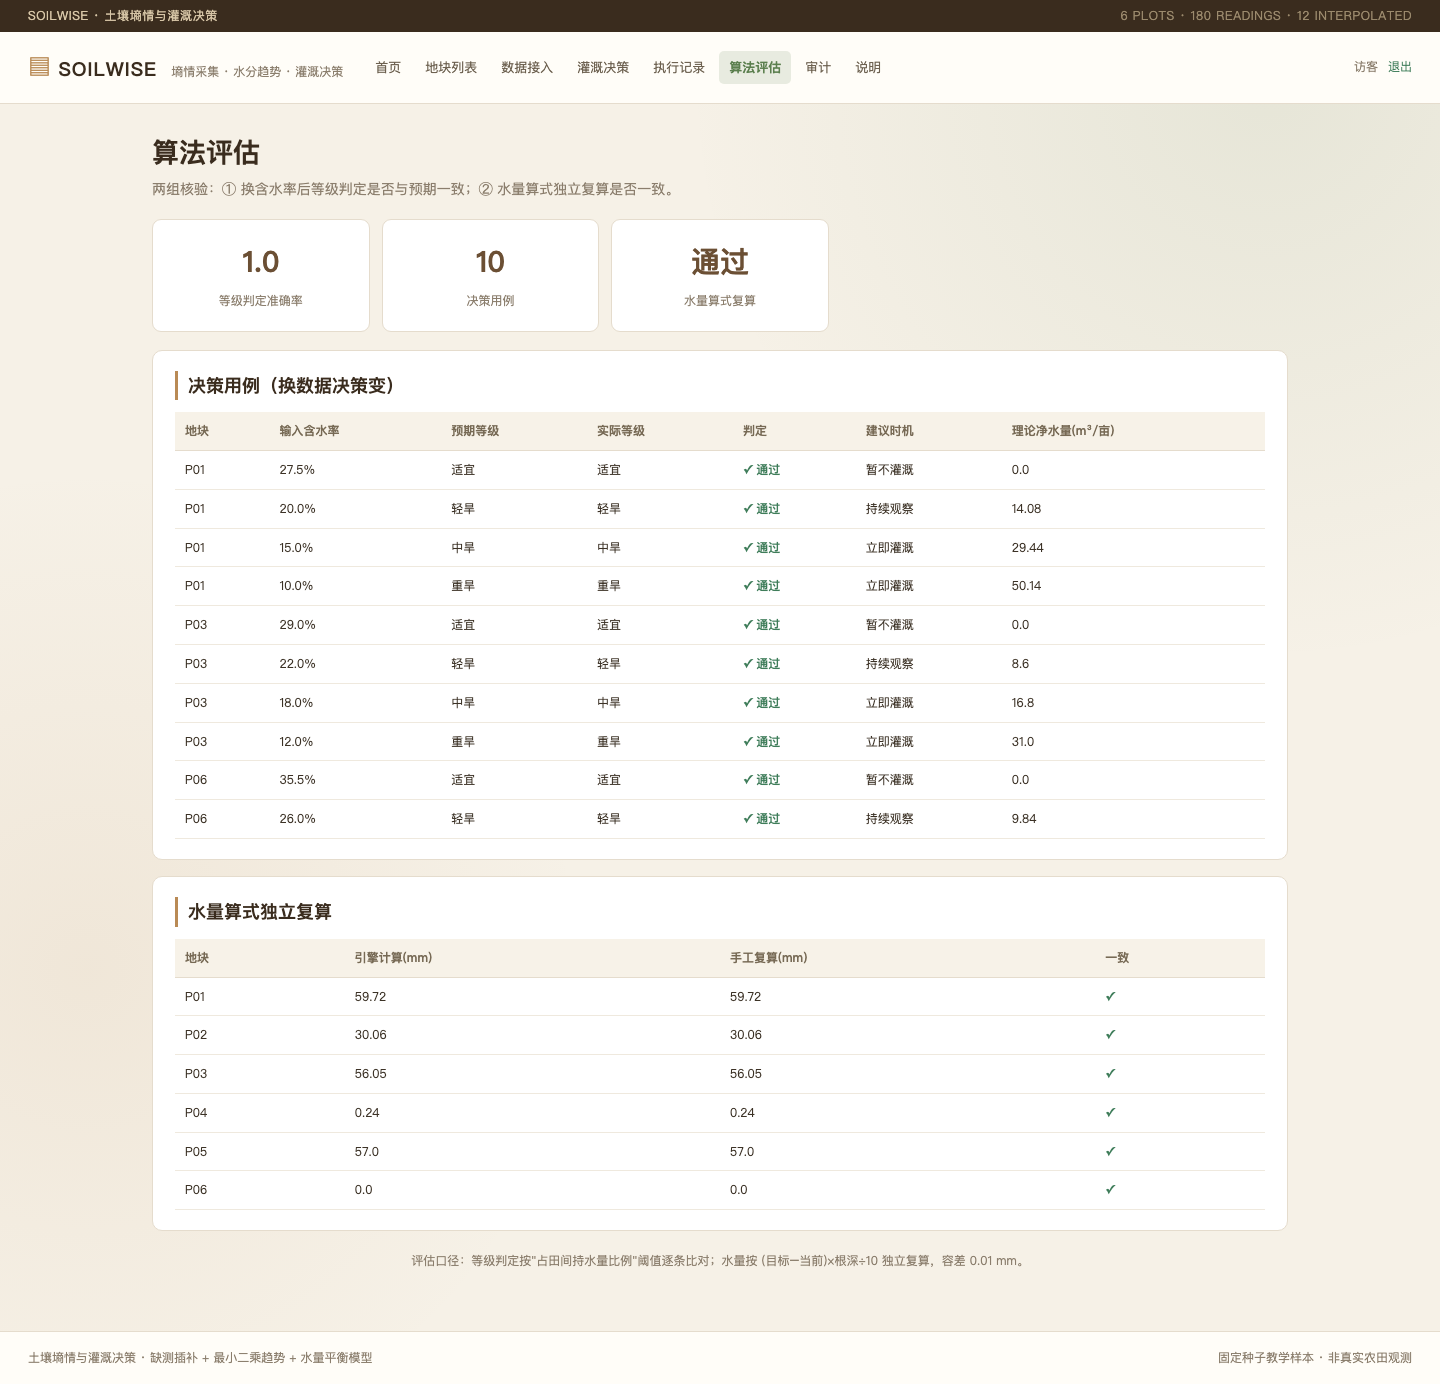 SOILWISE · 土壤墒情与灌溉决策
6 PLOTS · 180 READINGS · 12 INTERPOLATED
SOILWISE 墒情采集 · 水分趋势 · 灌溉决策 首页 地块列表 数据接入 灌溉决策 执行记录 算法评估 审计 说明 访客 退出
算法评估
两组核验：① 换含水率后等级判定是否与预期一致；② 水量算式独立复算是否一致。
1.0
等级判定准确率
10
决策用例
通过
水量算式复算
决策用例（换数据决策变）
地块 输入含水率 预期等级 实际等级 判定 建议时机 理论净水量(m³/亩)
P01 27.5% 适宜 适宜 ✓ 通过 暂不灌溉 0.0
P01 20.0% 轻旱 轻旱 ✓ 通过 持续观察 14.08
P01 15.0% 中旱 中旱 ✓ 通过 立即灌溉 29.44
P01 10.0% 重旱 重旱 ✓ 通过 立即灌溉 50.14
P03 29.0% 适宜 适宜 ✓ 通过 暂不灌溉 0.0
P03 22.0% 轻旱 轻旱 ✓ 通过 持续观察 8.6
P03 18.0% 中旱 中旱 ✓ 通过 立即灌溉 16.8
P03 12.0% 重旱 重旱 ✓ 通过 立即灌溉 31.0
P06 35.5% 适宜 适宜 ✓ 通过 暂不灌溉 0.0
P06 26.0% 轻旱 轻旱 ✓ 通过 持续观察 9.84
水量算式独立复算
地块 引擎计算(mm) 手工复算(mm) 一致
P01 59.72 59.72 ✓
P02 30.06 30.06 ✓
P03 56.05 56.05 ✓
P04 0.24 0.24 ✓
P05 57.0 57.0 ✓
P06 0.0 0.0 ✓
评估口径：等级判定按"占田间持水量比例"阈值逐条比对；水量按 (目标−当前)×根深÷10 独立复算，容差 0.01 mm。
土壤墒情与灌溉决策 · 缺测插补 + 最小二乘趋势 + 水量平衡模型
固定种子教学样本 · 非真实农田观测